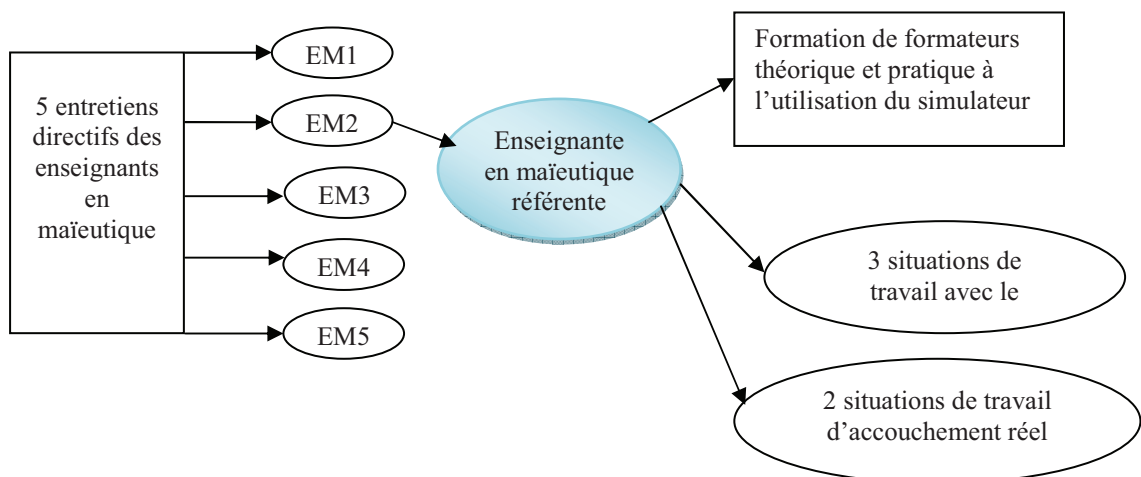 5 entretiens
directifs des
enseignants
en
maïeutique
EM1
EM2
EM3
EM4
EM5
Enseignante
en maïeutique
référente
Formation de formateurs
théorique et pratique à
l’utilisation du simulateur
3 situations de
travail avec le
2 situations de travail
d’accouchement réel